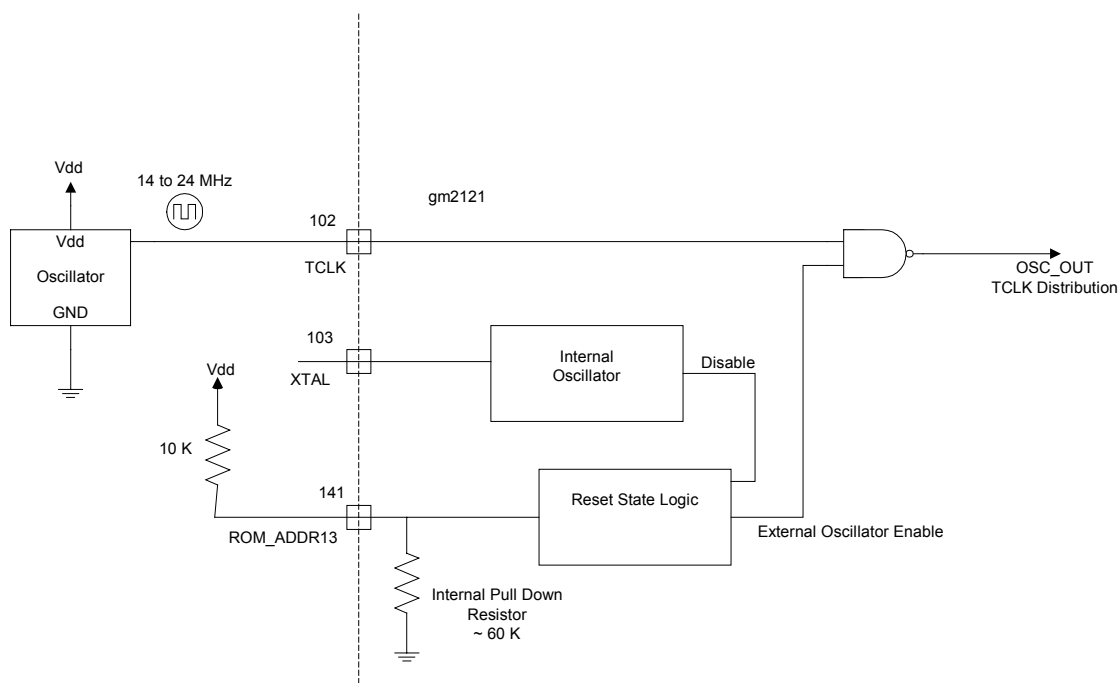 Vdd
14 to 24 MHz
gm2121
Vdd
Oscillator
GND
102
TCLK
OSC_OUT
TCLK Distribution
103
XTAL
Internal
Oscillator
Disable
Vdd
10 K
141
ROM_ADDR13
Reset State Logic
External Oscillator Enable
Internal Pull Down
Resistor
~ 60 K